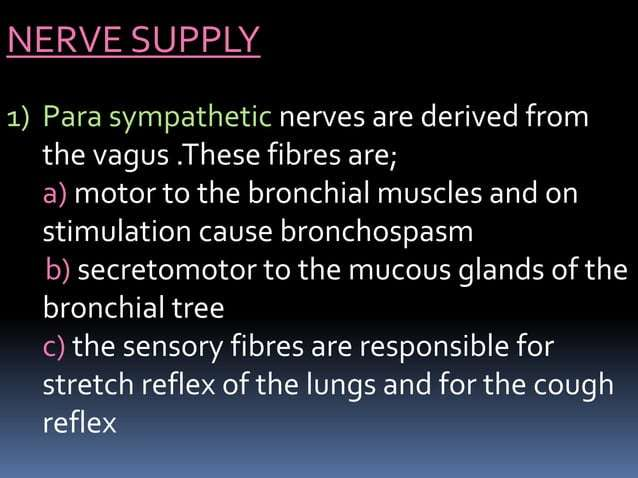 NERVE SUPPLY
1) Para sympathetic nerves are derived from
the vagus .These fibres are;
a) motor to the bronchial muscles and on
stimulation cause bronchospasm
b) secretomotor to the mucous glands of the
bronchial tree
c) the sensory fibres are responsible for
stretch reflex of the lungs and for the cough
reflex